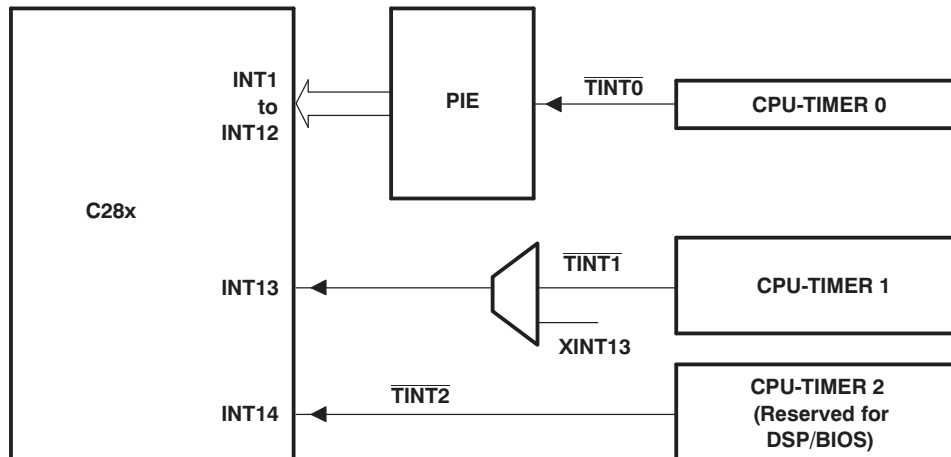 INT1
to
INT12
PIE
TINT0
CPU-TIMER 0
C28x
INT13
TINT1
CPU-TIMER 1
XINT13
INT14
TINT2
CPU-TIMER 2
(Reserved for
DSP/BIOS)